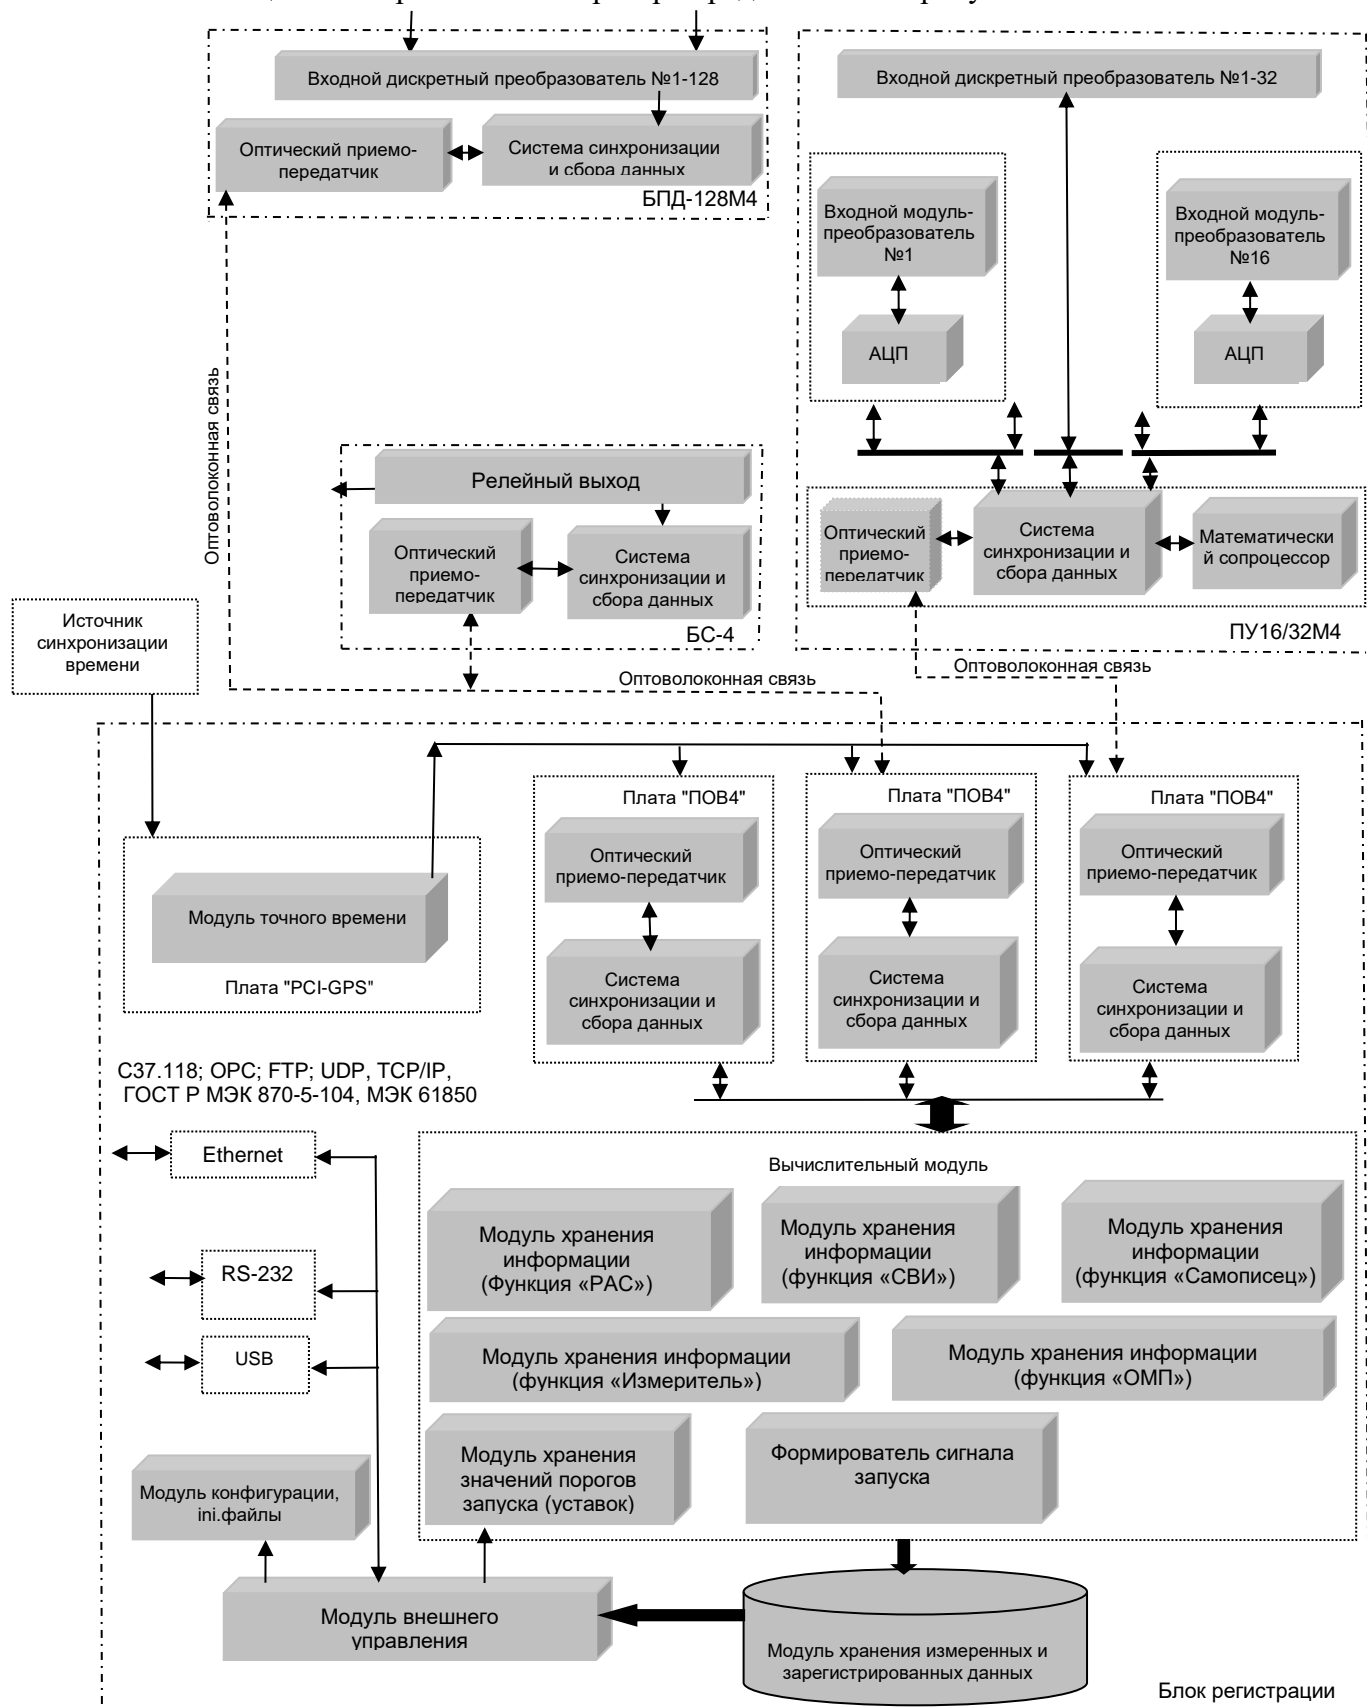 Входной дискретный преобразователь №1-128
Оптический приемо-
передатчик
Система синхронизации
и сбора данных
БПД-128М4
Входной дискретный преобразователь №1-32
Входной модуль-
преобразователь
№1
АЦП
Входной модуль-
преобразователь
№16
АЦП
Оптоволоконная связь
Релейный выход
Оптический
приемо-
передатчик
Система
синхронизации и
сбора данных
БС-4
Оптический
приемо-
передатчик
Система
синхронизации и
сбора данных
Математически
й сопроцессор
ПУ16/32М4
Источник
синхронизации
времени
Оптоволоконная связь
Оптоволоконная связь
Модуль точного времени
Плата "PCI-GPS"
Плата "ПОВ4"
Оптический
приемо-передатчик
Система
синхронизации и
сбора данных
Плата "ПОВ4"
Оптический
приемо-передатчик
Система
синхронизации и
сбора данных
Плата "ПОВ4"
Оптический
приемо-передатчик
Система
синхронизации и
сбора данных
C37.118; OPC; FTP; UDP, TCP/IP,
ГОСТ Р МЭК 870-5-104, МЭК 61850
Ethernet
RS-232
USB
Вычислительный модуль
Модуль хранения
информации
(Функция «РАС»)
Модуль хранения
информации
(функция «СВИ»)
Модуль хранения
информации
(функция «Самописец»)
Модуль хранения информации
(функция «Измеритель»)
Модуль хранения информации
(функция «ОМП»)
Модуль хранения
значений порогов
запуска (уставок)
Формирователь сигнала
запуска
Модуль конфигурации,
ini.файлы
Модуль внешнего
управления
Модуль хранения измеренных и
зарегистрированных данных
Блок регистрации